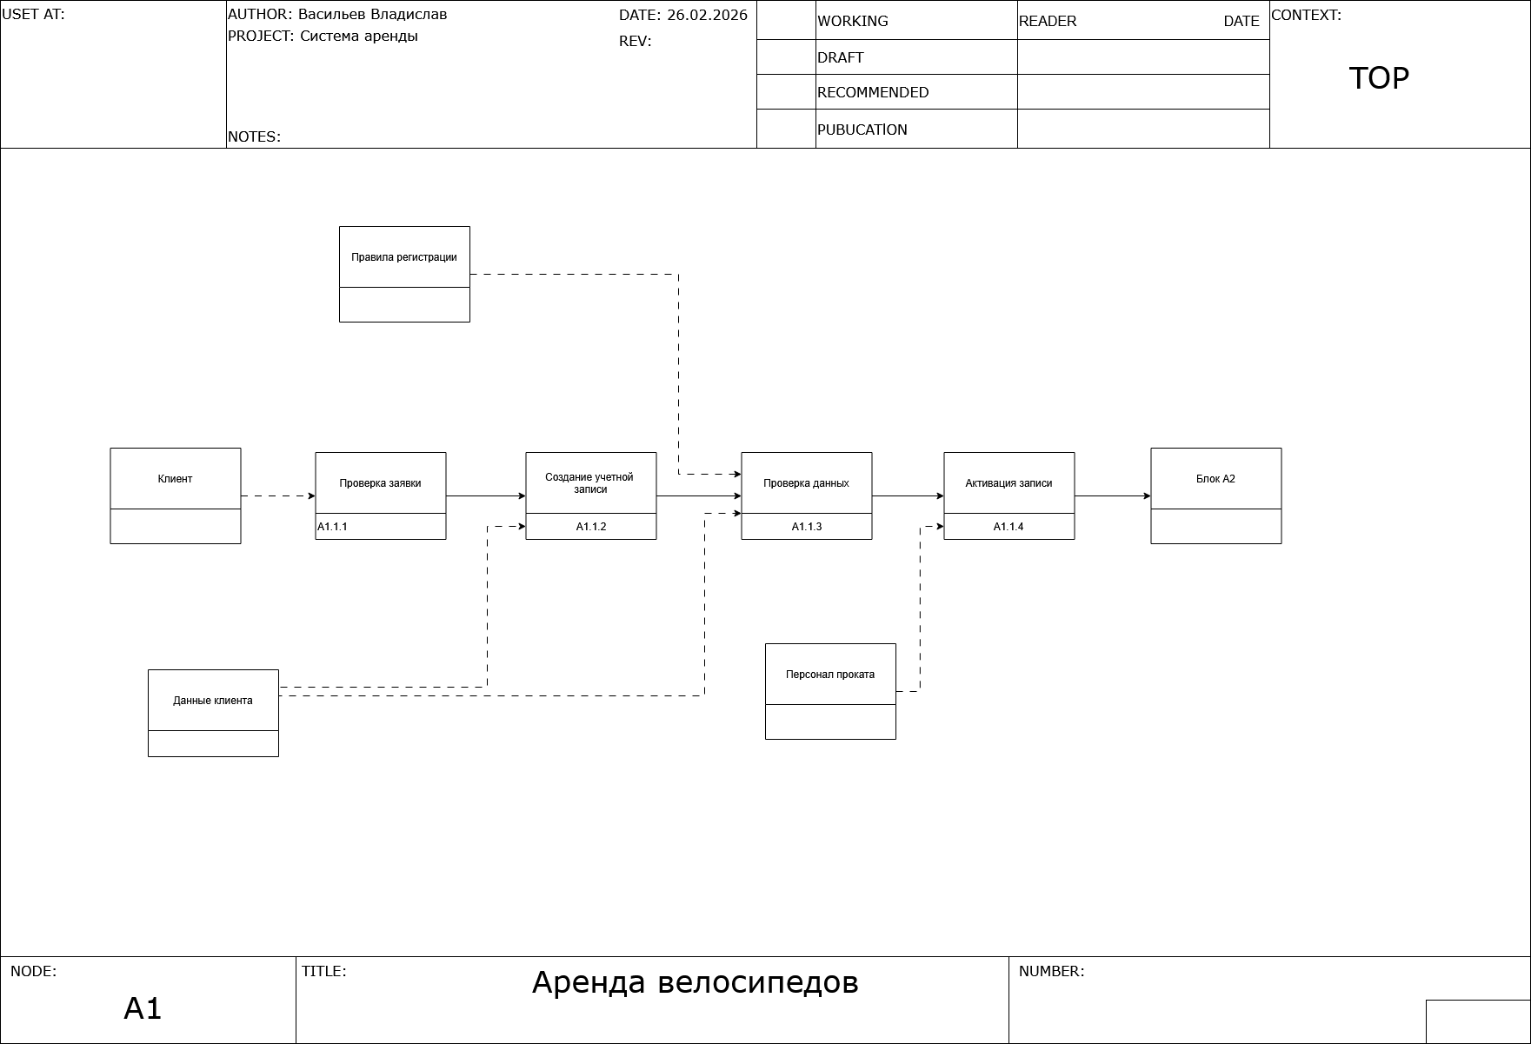 USET AT:
AUTHOR: Васильев Владислав
DATE: 26.02.2026
PROJECT: Система аренды
REV:
NOTES:
WORKING
READER
DATE
DRAFT
RECOMMENDED
PUBUCATlON
CONTEXT:
TOP
Правила регистрации
Клиент
Проверка заявки
A1.1.1
Создание учетной
записи
A1.1.2
Проверка данных
A1.1.3
Активация записи
A1.1.4
Блок А2
Данные клиента
Персонал проката
NODE:
A1
TITLE:
Аренда велосипедов
NUMBER: